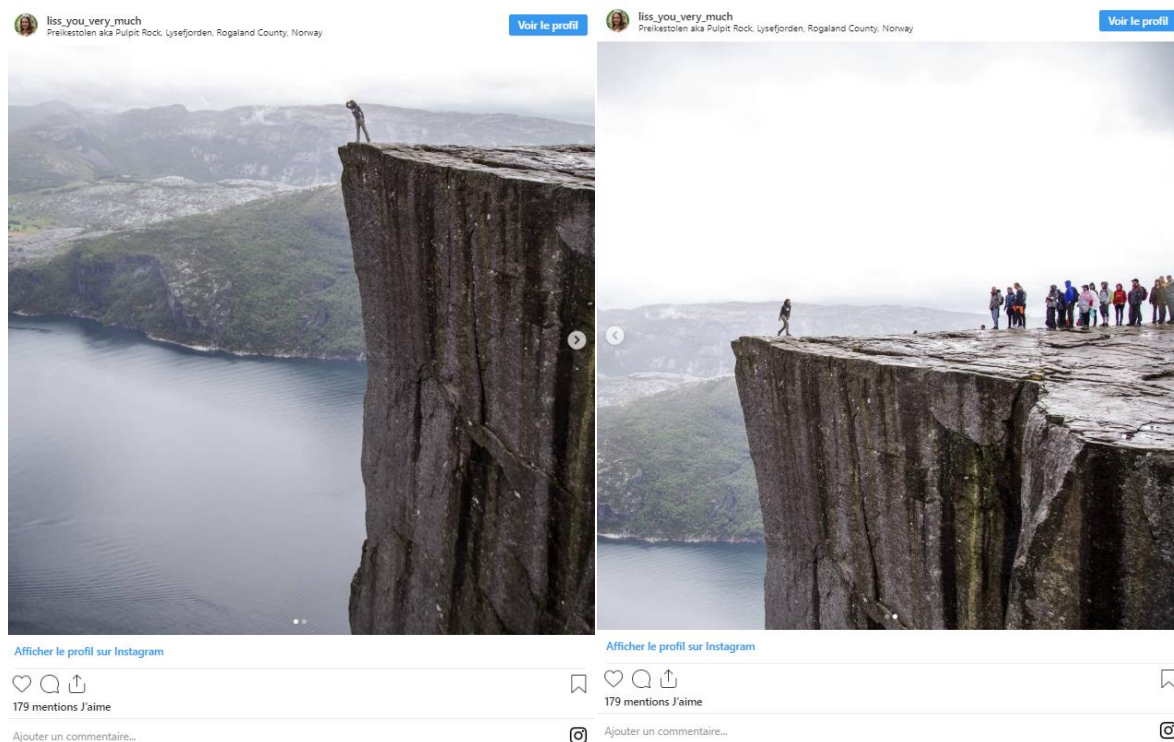 liss_you_very_much
Preikestolen aka Pulpit Rock, Lysefjorden, Rogaland County, Norway
Voir le profil
Afficher le profil sur Instagram
179 mentions J'aime
Ajouter un commentaire...
liss_you_very_much
Preikestolen aka Pulpit Rock, Lysefjorden, Rogaland County, Norway
Voir le profil
Afficher le profil sur Instagram
179 mentions J'aime
Ajouter un commentaire...